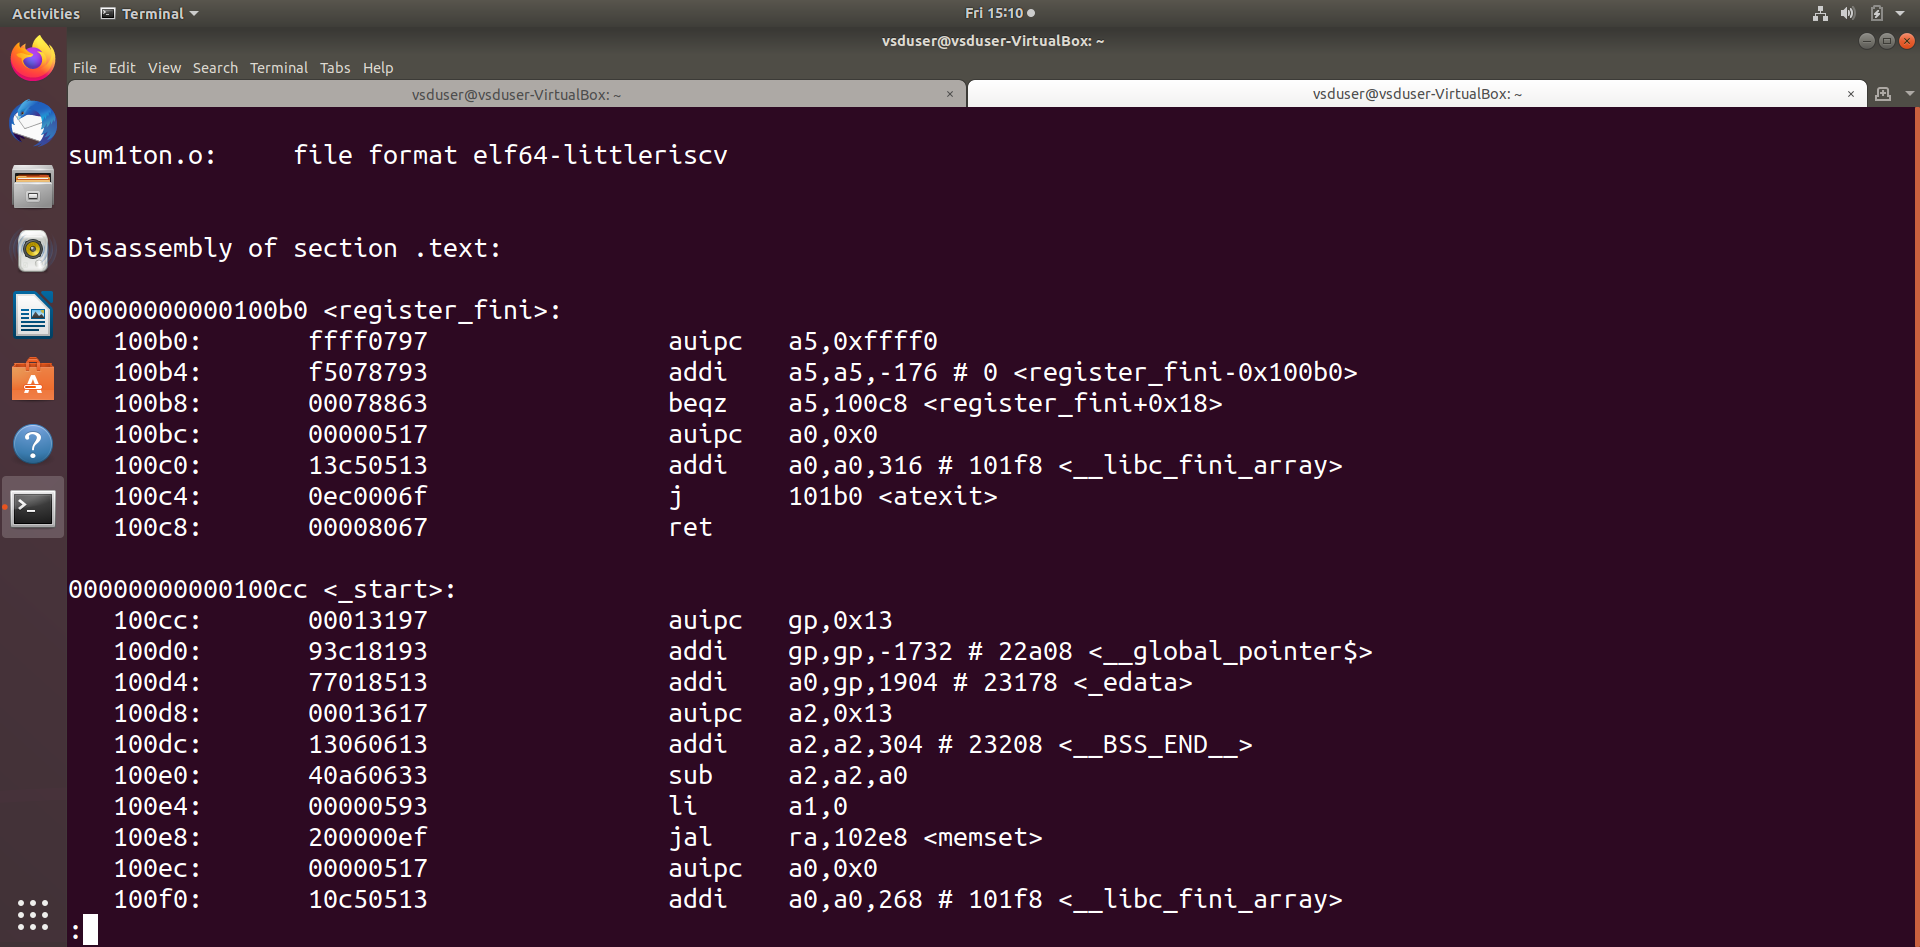 Activities Terminal Fri 15:10
vsduser@vsduser-VirtualBox: ~
File Edit View Search Terminal Tabs Help
vsduser@vsduser-VirtualBox: ~ × vsduser@vsduser-VirtualBox: ~ ×
sum1ton.o:     file format elf64-littleriscv
Disassembly of section .text:
00000000000100b0 <register_fini>:
   100b0:       ffff0797                auipc   a5,0xffff0
   100b4:       f5078793                addi    a5,a5,-176 # 0 <register_fini-0x100b0>
   100b8:       00078863                beqz    a5,100c8 <register_fini+0x18>
   100bc:       00000517                auipc   a0,0x0
   100c0:       13c50513                addi    a0,a0,316 # 101f8 <__libc_fini_array>
   100c4:       0ec0006f                j       101b0 <atexit>
   100c8:       00008067                ret
00000000000100cc <_start>:
   100cc:       00013197                auipc   gp,0x13
   100d0:       93c18193                addi    gp,gp,-1732 # 22a08 <__global_pointer$>
   100d4:       77018513                addi    a0,gp,1904 # 23178 <_edata>
   100d8:       00013617                auipc   a2,0x13
   100dc:       13060613                addi    a2,a2,304 # 23208 <__BSS_END__>
   100e0:       40a60633                sub     a2,a2,a0
   100e4:       00000593                li      a1,0
   100e8:       200000ef                jal     ra,102e8 <memset>
   100ec:       00000517                auipc   a0,0x0
   100f0:       10c50513                addi    a0,a0,268 # 101f8 <__libc_fini_array>
: